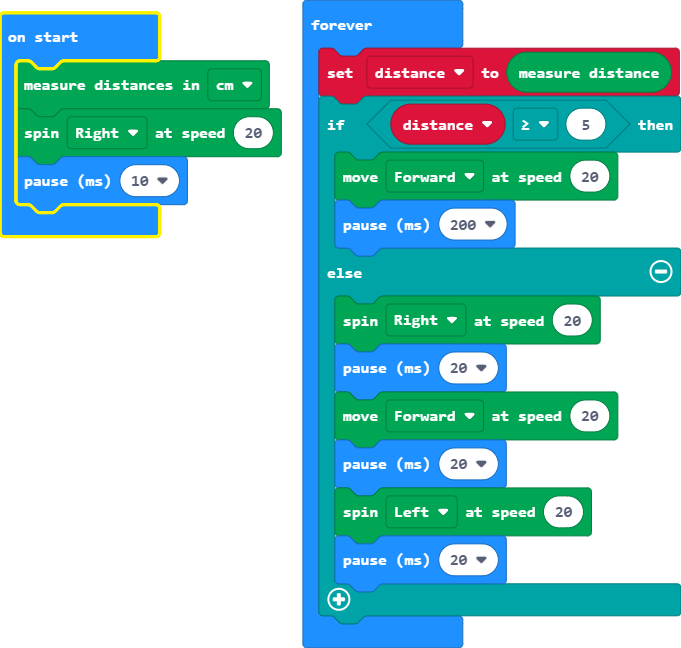 on start
measure distances in cm
spin Right at speed 20
pause (ms) 10
forever
set distance to measure distance
if distance ≥ 5 then
move Forward at speed 20
pause (ms) 200
else
spin Right at speed 20
pause (ms) 20
move Forward at speed 20
pause (ms) 20
spin Left at speed 20
pause (ms) 20